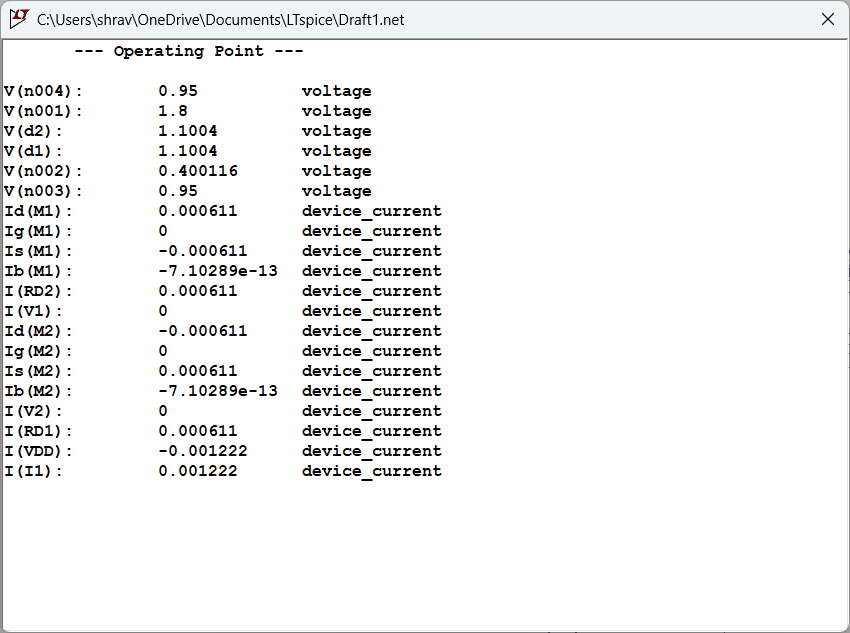 C:\Users\shrav\OneDrive\Documents\LTspice\Draft1.net
--- Operating Point ---
V(n004): 0.95 voltage
V(n001): 1.8 voltage
V(d2): 1.1004 voltage
V(d1): 1.1004 voltage
V(n002): 0.400116 voltage
V(n003): 0.95 voltage
Id(M1): 0.000611 device_current
Ig(M1): 0 device_current
Is(M1): -0.000611 device_current
Ib(M1): -7.10289e-13 device_current
I(RD2): 0.000611 device_current
I(V1): 0 device_current
Id(M2): -0.000611 device_current
Ig(M2): 0 device_current
Is(M2): 0.000611 device_current
Ib(M2): -7.10289e-13 device_current
I(V2): 0 device_current
I(RD1): 0.000611 device_current
I(VDD): -0.001222 device_current
I(I1): 0.001222 device_current